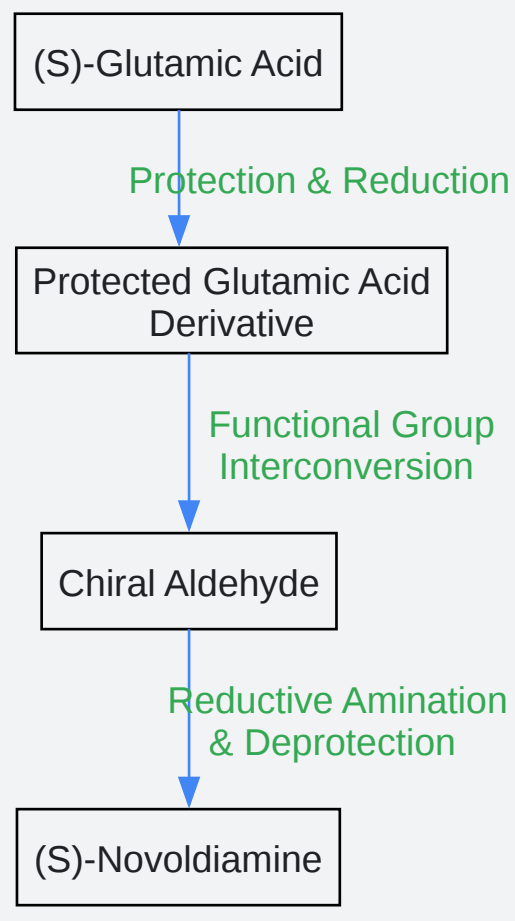 (S)-Glutamic Acid
Protection & Reduction
Protected Glutamic Acid
Derivative
Functional Group
Interconversion
Chiral Aldehyde
Reductive Amination
& Deprotection
(S)-Novoldiamine